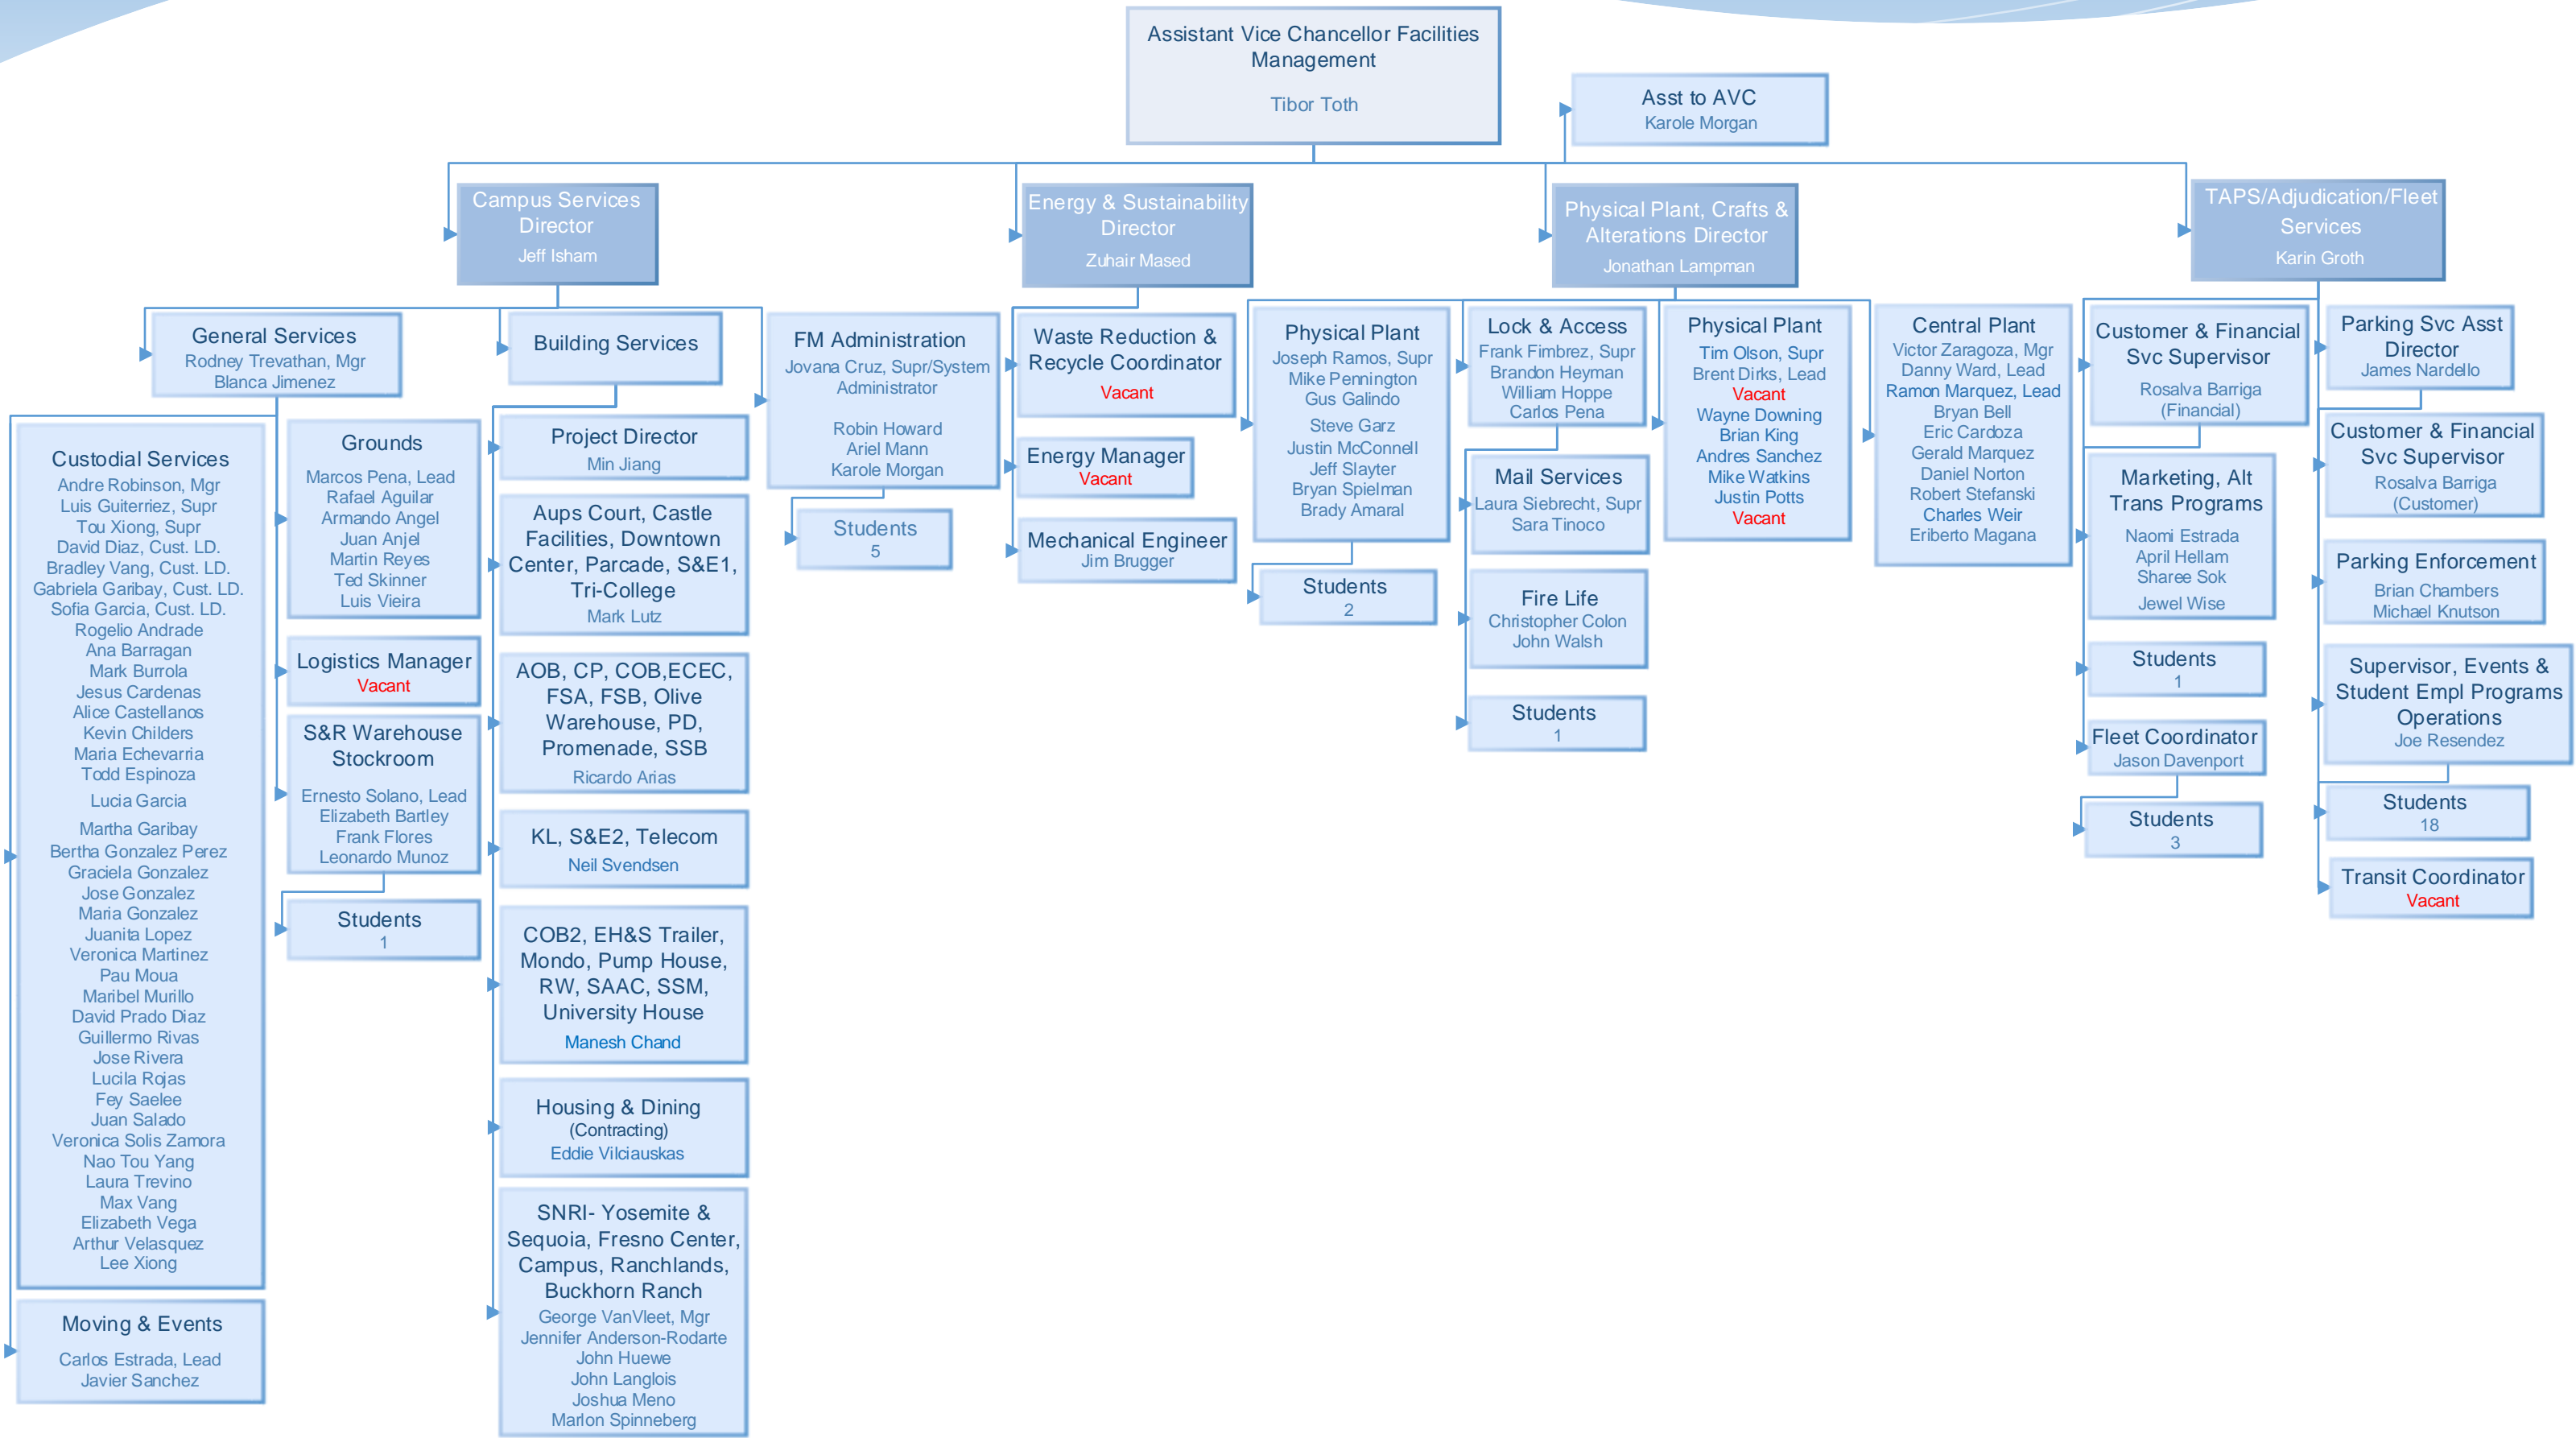 Assistant Vice Chancellor Facilities
Management
Tibor Toth
Asst to AVC
Karole Morgan
Campus Services
Director
Jeff Isham
Energy & Sustainability
Director
Zuhair Mased
Physical Plant, Crafts &
Alterations Director
Jonathan Lampman
TAPS/Adjudication/Fleet
Services
Karin Groth
General Services
Rodney Trevathan, Mgr
Blanca Jimenez
Custodial Services
Andre Robinson, Mgr
Luis Guiterriez, Supr
Tou Xiong, Supr
David Diaz, Cust. LD.
Bradley Vang, Cust. LD.
Gabriela Garibay, Cust. LD.
Sofia Garcia, Cust. LD.
Rogelio Andrade
Ana Barragan
Mark Burrola
Jesus Cardenas
Alice Castellanos
Kevin Childers
Maria Echevarria
Todd Espinoza
Lucia Garcia
Martha Garibay
Bertha Gonzalez Perez
Graciela Gonzalez
Jose Gonzalez
Maria Gonzalez
Juanita Lopez
Veronica Martinez
Pau Moua
Maribel Murillo
David Prado Diaz
Guillermo Rivas
Jose Rivera
Lucila Rojas
Fey Saelee
Juan Salado
Veronica Solis Zamora
Nao Tou Yang
Laura Trevino
Max Vang
Elizabeth Vega
Arthur Velasquez
Lee Xiong
Moving & Events
Carlos Estrada, Lead
Javier Sanchez
Grounds
Marcos Pena, Lead
Rafael Aguilar
Armando Angel
Juan Anjel
Martin Reyes
Ted Skinner
Luis Vieira
Logistics Manager
Vacant
S&R Warehouse
Stockroom
Ernesto Solano, Lead
Elizabeth Bartley
Frank Flores
Leonardo Munoz
Students
1
Building Services
Project Director
Min Jiang
Aups Court, Castle
Facilities, Downtown
Center, Parcade, S&E1,
Tri-College
Mark Lutz
AOB, CP, COB,ECEC,
FSA, FSB, Olive
Warehouse, PD,
Promenade, SSB
Ricardo Arias
KL, S&E2, Telecom
Neil Svendsen
COB2, EH&S Trailer,
Mondo, Pump House,
RW, SAAC, SSM,
University House
Manesh Chand
Housing & Dining
(Contracting)
Eddie Vilciauskas
SNRI- Yosemite &
Sequoia, Fresno Center,
Campus, Ranchlands,
Buckhorn Ranch
George VanVleet, Mgr
Jennifer Anderson-Rodarte
John Huewe
John Langlois
Joshua Meno
Marlon Spinneberg
FM Administration
Jovana Cruz, Supr/System
Administrator
Robin Howard
Ariel Mann
Karole Morgan
Students
5
Waste Reduction &
Recycle Coordinator
Vacant
Energy Manager
Vacant
Mechanical Engineer
Jim Brugger
Physical Plant
Joseph Ramos, Supr
Mike Pennington
Gus Galindo
Steve Garz
Justin McConnell
Jeff Slayter
Bryan Spielman
Brady Amaral
Students
2
Lock & Access
Frank Fimbrez, Supr
Brandon Heyman
William Hoppe
Carlos Pena
Mail Services
Laura Siebrecht, Supr
Sara Tinoco
Fire Life
Christopher Colon
John Walsh
Students
1
Physical Plant
Tim Olson, Supr
Brent Dirks, Lead
Vacant
Wayne Downing
Brian King
Andres Sanchez
Mike Watkins
Justin Potts
Vacant
Central Plant
Victor Zaragoza, Mgr
Danny Ward, Lead
Ramon Marquez, Lead
Bryan Bell
Eric Cardoza
Gerald Marquez
Daniel Norton
Robert Stefanski
Charles Weir
Eriberto Magana
Customer & Financial
Svc Supervisor
Rosalva Barriga
(Financial)
Marketing, Alt
Trans Programs
Naomi Estrada
April Hellam
Sharee Sok
Jewel Wise
Students
1
Fleet Coordinator
Jason Davenport
Students
3
Parking Svc Asst
Director
James Nardello
Customer & Financial
Svc Supervisor
Rosalva Barriga
(Customer)
Parking Enforcement
Brian Chambers
Michael Knutson
Supervisor, Events &
Student Empl Programs
Operations
Joe Resendez
Students
18
Transit Coordinator
Vacant